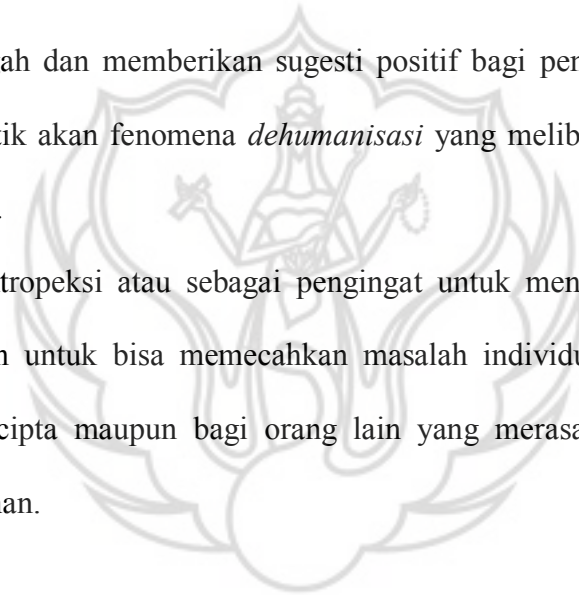 ah dan memberikan sugesti positif bagi per
tik akan fenomena dehumanisasi yang melib
tropeksi atau sebagai pengingat untuk men
n untuk bisa memecahkan masalah individu
cipta maupun bagi orang lain yang merasa
nan.